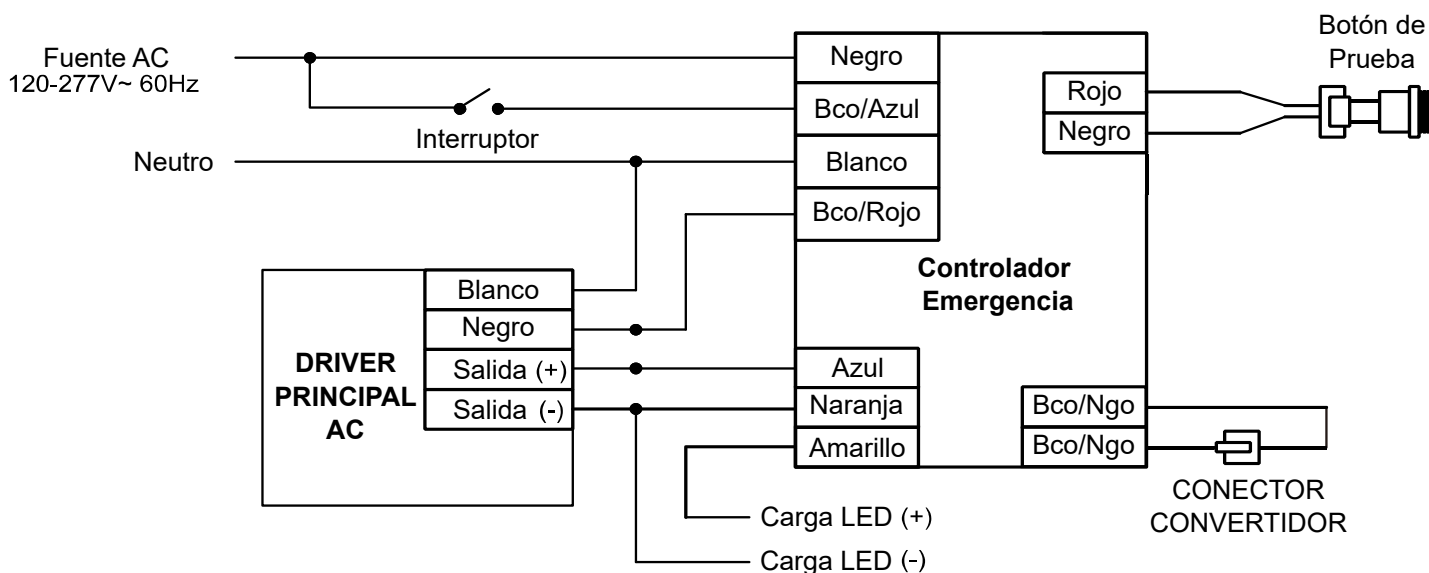 Fuente AC
120-277V~ 60Hz
Interruptor
Neutro
Negro
Bco/Azul
Blanco
Bco/Rojo
Controlador
Emergencia
Rojo
Negro
Botón de
Prueba
DRIVER
PRINCIPAL
AC
Blanco
Negro
Salida (+)
Salida (-)
Azul
Naranja
Amarillo
Bco/Ngo
Bco/Ngo
CONECTOR
CONVERTIDOR
Carga LED (+)
Carga LED (-)